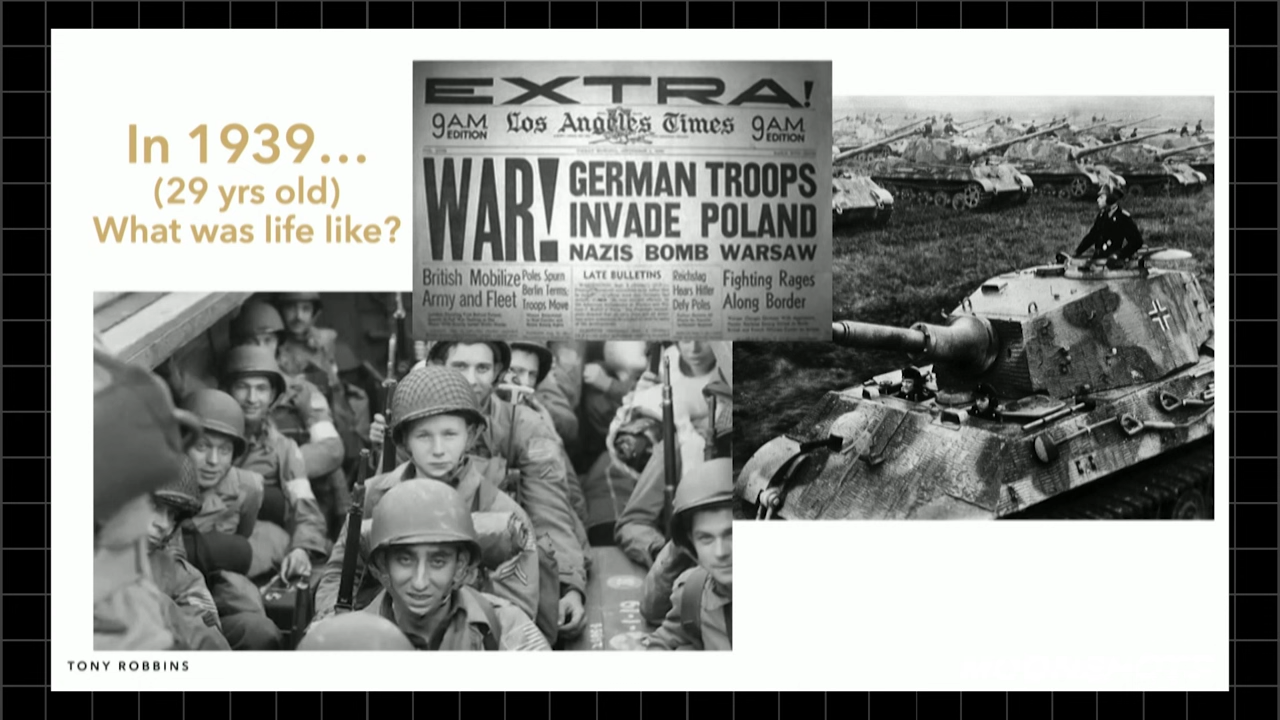 In 1939...
(29 yrs old)
What was life like?
EXTRA!
9AM EDITION
Los Angeles Times
9AM EDITION
WAR!
GERMAN TROOPS
INVADE POLAND
NAZIS BOMB WARSAW
British Mobilize
Army and Fleet
Poles Spurn
Berlin Terms;
Troops Move
LATE BULLETINS
Reichstag
Hears Hitler
Defy Poles
Fighting Rages
Along Border
TONY ROBBINS